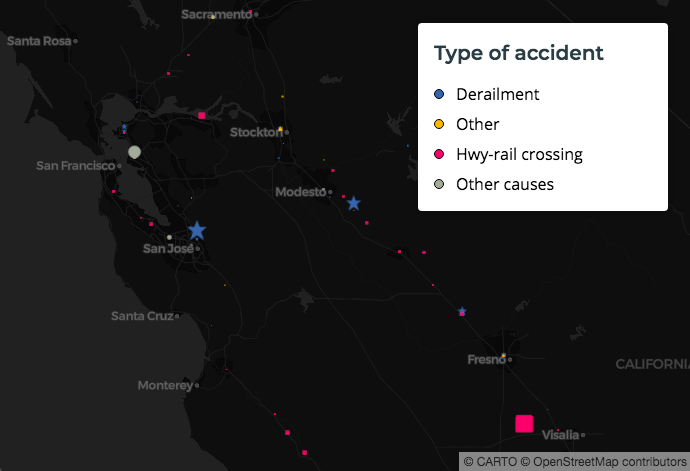 Sacramento
Santa Rosa
Type of accident
Derailment
Other
Stockton
Hwy-rail crossing
San Francisco
Other causes
Modesto
San José
Santa Cruz
Fresno
CALIFORNIA
Monterey
Visalia
© CARTO © OpenStreetMap contributors